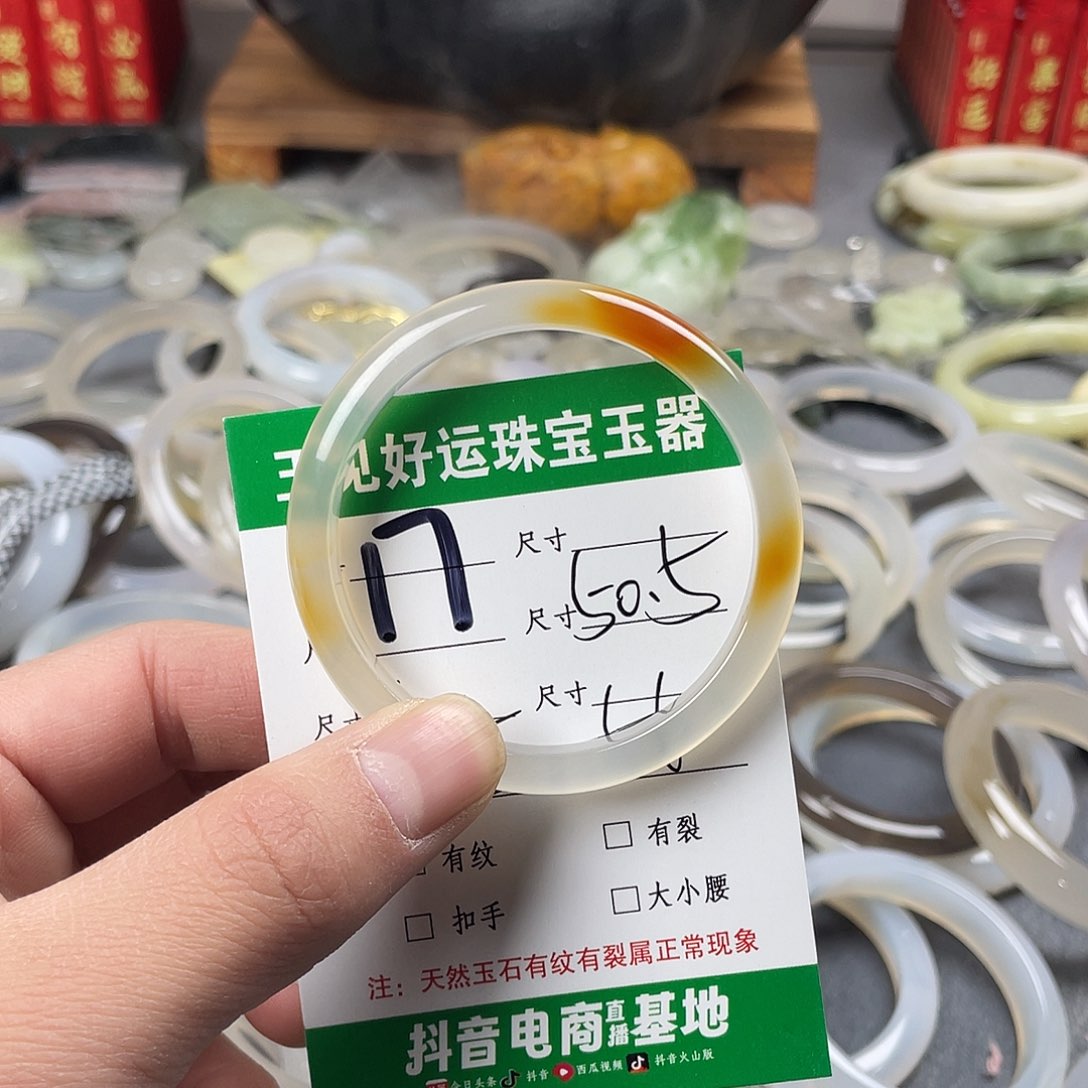 好运珠宝玉器
17
尺寸
尺寸 50.5
尺寸
尺寸
有纹
□ 有裂
□ 扣手
□ 大小腰
注：天然玉石有纹有裂属正常现象
抖音电商直播基地
今日头条 抖音 西瓜视频 抖音火山版